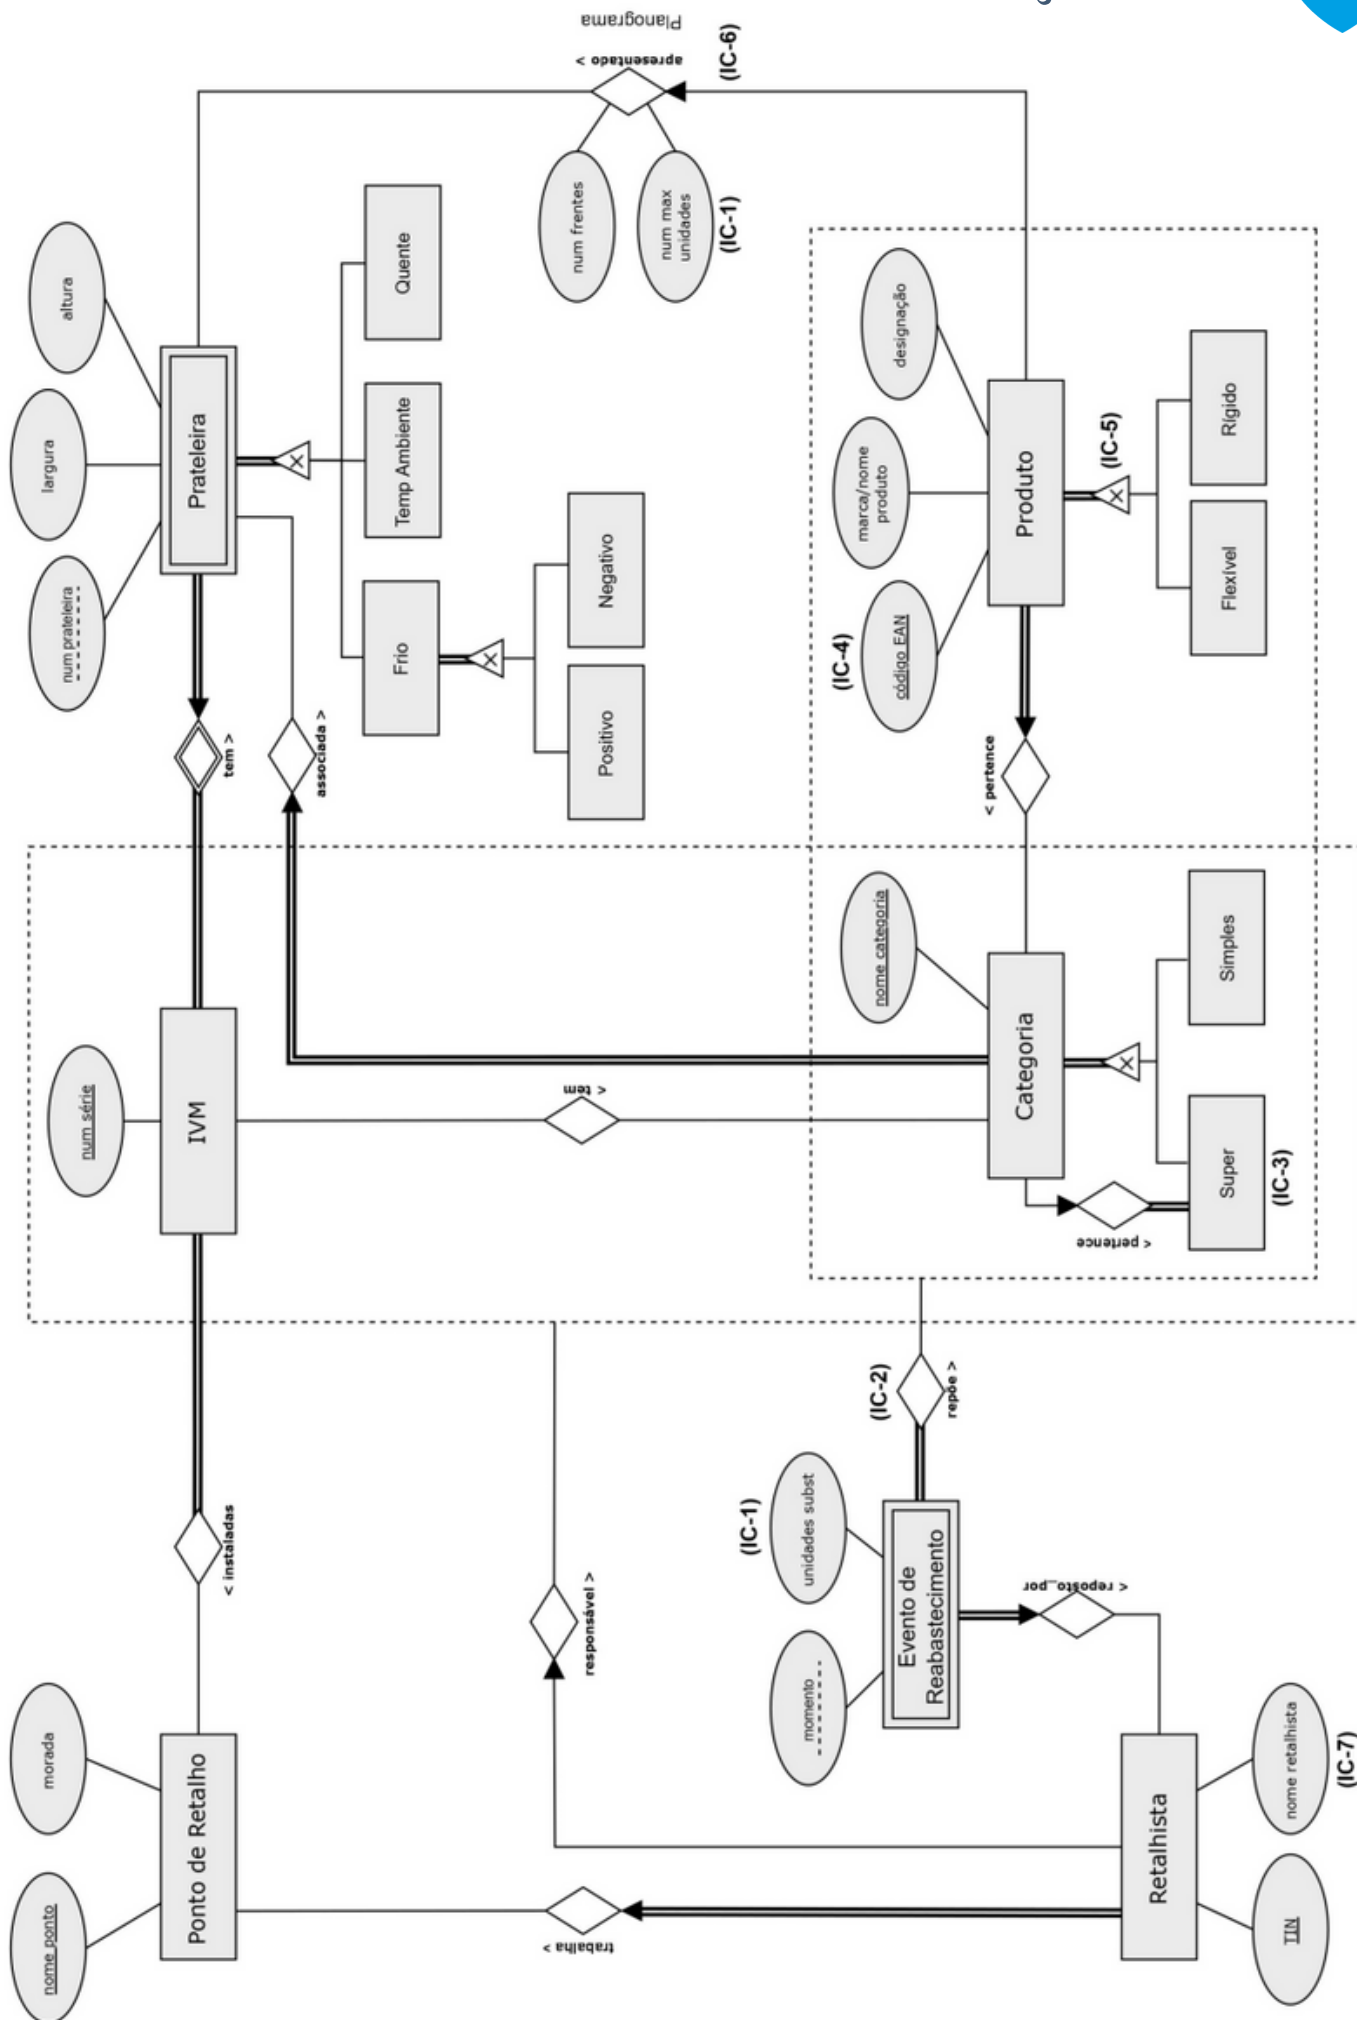 nome ponto
morada
Ponto de Retalho
< instaladas
num série
IVM
tem >
num prateleira
largura
altura
Prateleira
associada >
Frio
Temp Ambiente
Quente
Positivo
Negativo
apresentado >
Planograma
(IC-6)
num frentes
num max
unidades
(IC-1)
trabalha >
responsável >
< tem
nome categoria
Categoria
< pertence
Super
(IC-3)
Simples
< pertence
(IC-4)
código EAN
marca/nome
produto
designação
Produto
(IC-5)
Flexível
Rígido
(IC-1)
momento
unidades subst
Evento de
Reabastecimento
(IC-2)
repõe >
< reposto_por
Retalhista
TIN
nome retalhista
(IC-7)